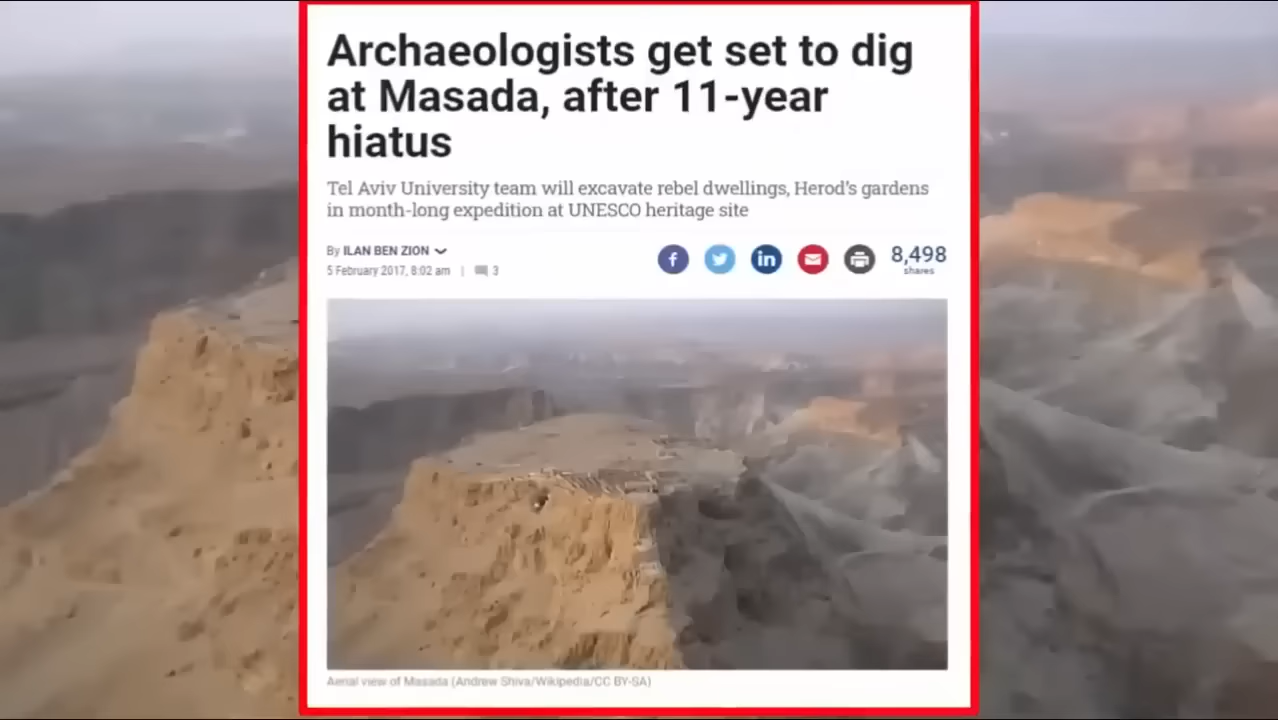 Archaeologists get set to dig
at Masada, after 11-year
hiatus
Tel Aviv University team will excavate rebel dwellings, Herod's gardens
in month-long expedition at UNESCO heritage site
By ILAN BEN ZION
5 February 2017, 8:02 am | 3
f in 8,498
shares
Aerial view of Masada (Andrew Shiva/Wikipedia/CC BY-SA)